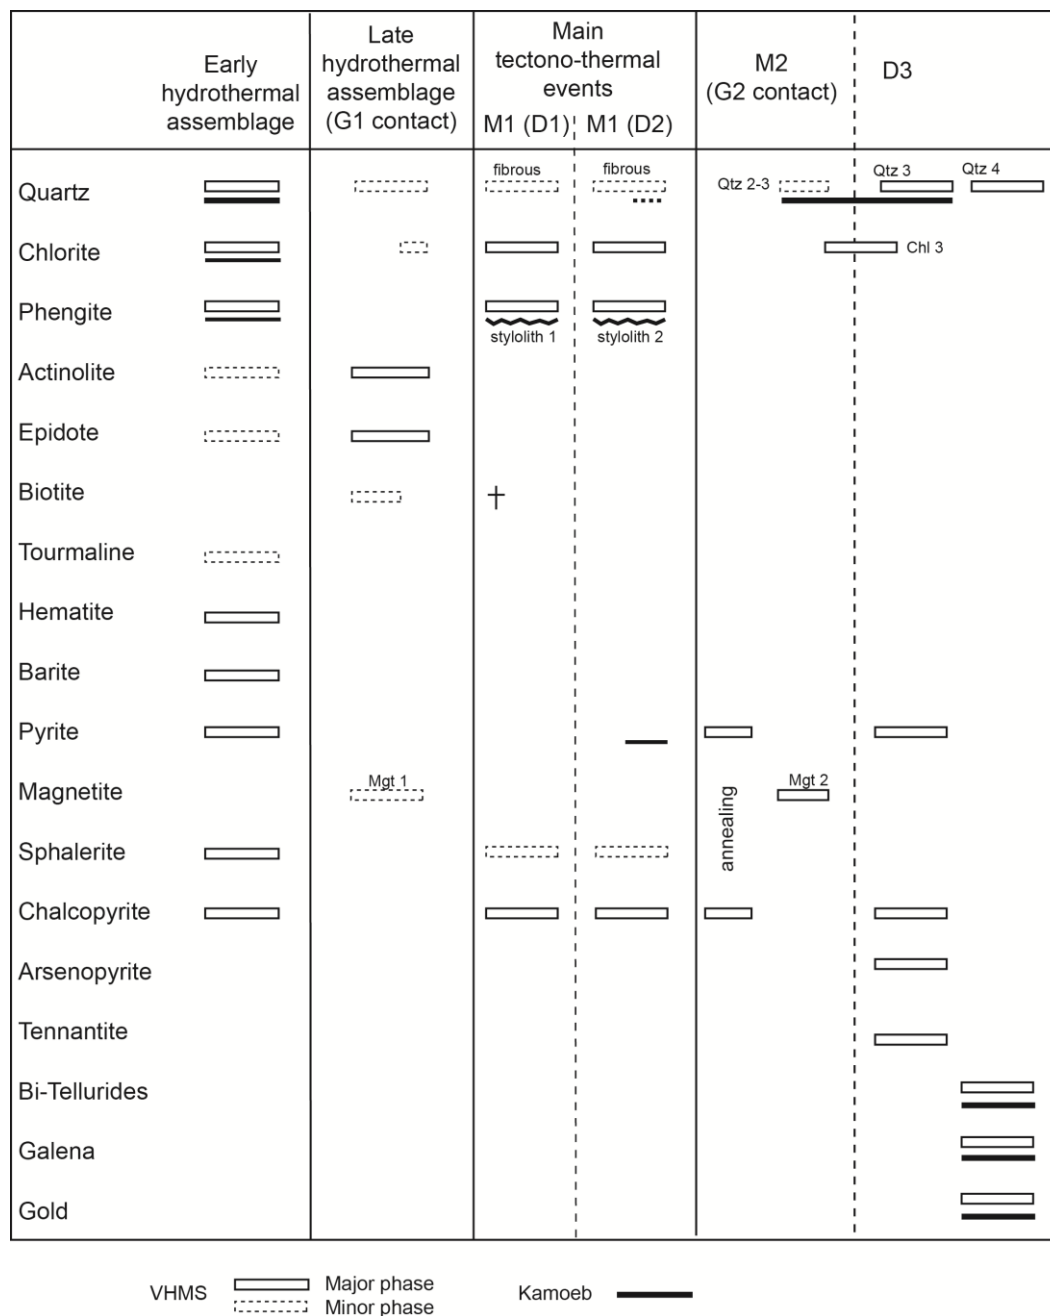 Early
hydrothermal
assemblage
Late
hydrothermal
assemblage
(G1 contact)
Main
tectono-thermal
events
M1 (D1)
M1 (D2)
M2
(G2 contact)
D3
Quartz
fibrous
fibrous
Qtz 2-3
Qtz 3
Qtz 4
Chlorite
Chl 3
Phengite
stylolith 1
stylolith 2
Actinolite
Epidote
Biotite
Tourmaline
Hematite
Barite
Pyrite
Magnetite
Mgt 1
annealing
Mgt 2
Sphalerite
Chalcopyrite
Arsenopyrite
Tennantite
Bi-Tellurides
Galena
Gold
VHMS
Major phase
Minor phase
Kamoeb